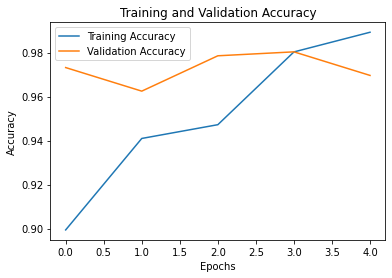 Training and Validation Accuracy
Training Accuracy
Validation Accuracy
Accuracy
0.98
0.96
0.94
0.92
0.90
0.0 0.5 1.0 1.5 2.0 2.5 3.0 3.5 4.0
Epochs